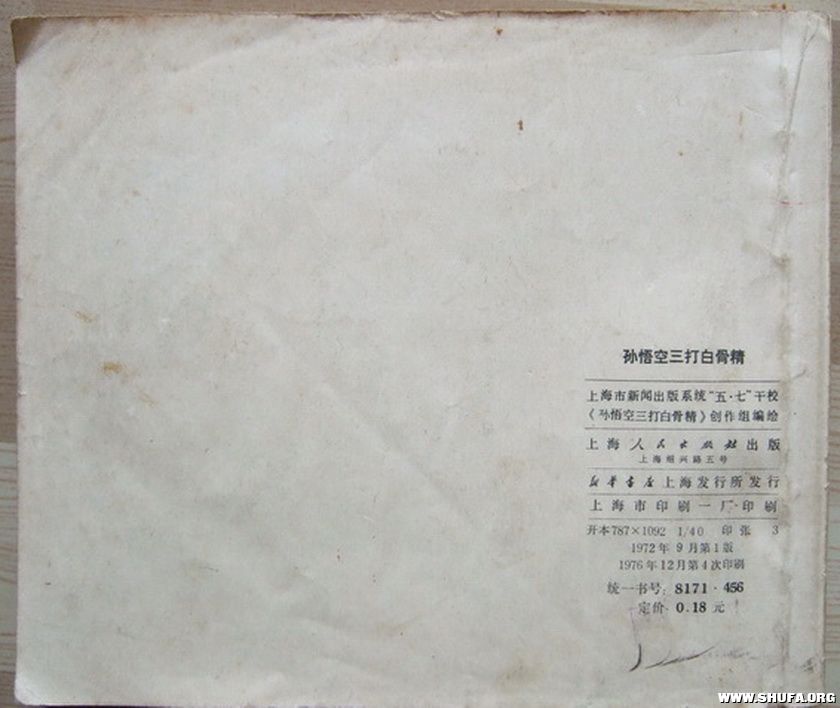 孙悟空三打白骨精
上海市新闻出版系统“五·七”干校
《孙悟空三打白骨精》创作组编绘
上海人民出版社出版
上海绍兴路五号
新华书店上海发行所发行
上海市印刷一厂印刷
开本787×1092 1/40 印张 3
1972年9月第1版
1976年12月第4次印刷
统一书号：8171·456
定价 0.18 元
WWW.SHUFA.ORG